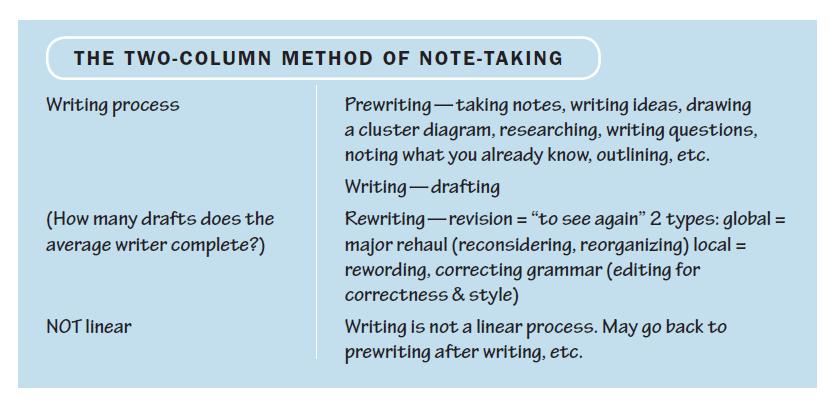 THE TWO-COLUMN METHOD OF NOTE-TAKING
Writing process
Prewriting—taking notes, writing ideas, drawing
a cluster diagram, researching, writing questions,
noting what you already know, outlining, etc.
Writing—drafting
(How many drafts does the
average writer complete?)
Rewriting—revision = “to see again” 2 types: global =
major rehaul (reconsidering, reorganizing) local =
rewording, correcting grammar (editing for
correctness & style)
NOT linear
Writing is not a linear process. May go back to
prewriting after writing, etc.